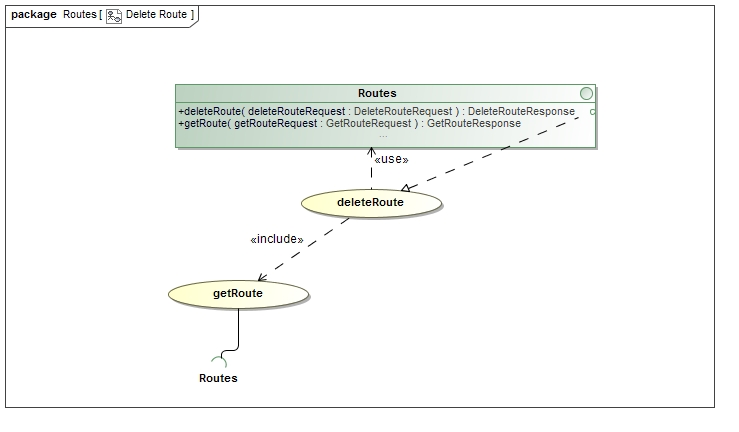 package Routes [ Delete Route ]
Routes
+deleteRoute( deleteRouteRequest : DeleteRouteRequest ) : DeleteRouteResponse
+getRoute( getRouteRequest : GetRouteRequest ) : GetRouteResponse
...
«use»
deleteRoute
«include»
getRoute
Routes